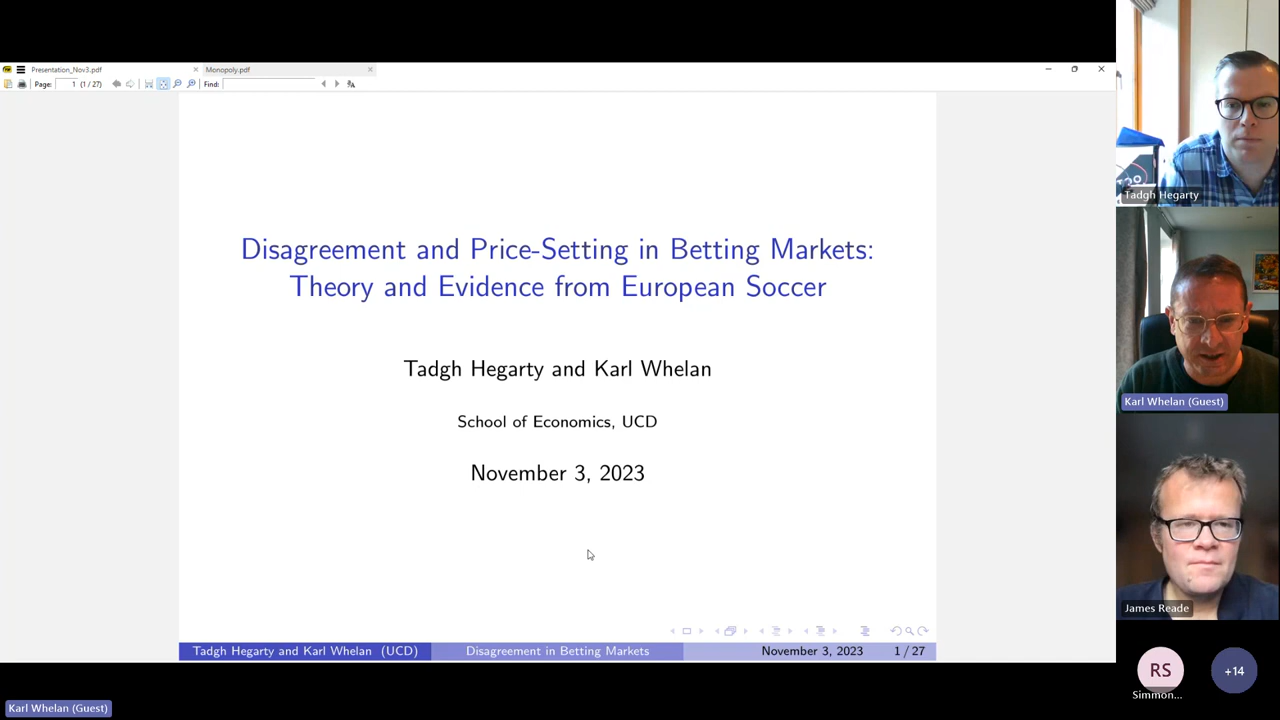 Presentation_Nov3.pdf
Monopoly.pdf
Page: 1 (1 / 27)
Find:
Disagreement and Price-Setting in Betting Markets:
Theory and Evidence from European Soccer
Tadgh Hegarty and Karl Whelan
School of Economics, UCD
November 3, 2023
Tadgh Hegarty and Karl Whelan (UCD)
Disagreement in Betting Markets
November 3, 2023
1 / 27
Tadgh Hegarty
Karl Whelan (Guest)
James Reade
RS
Simmon...
+14
Karl Whelan (Guest)